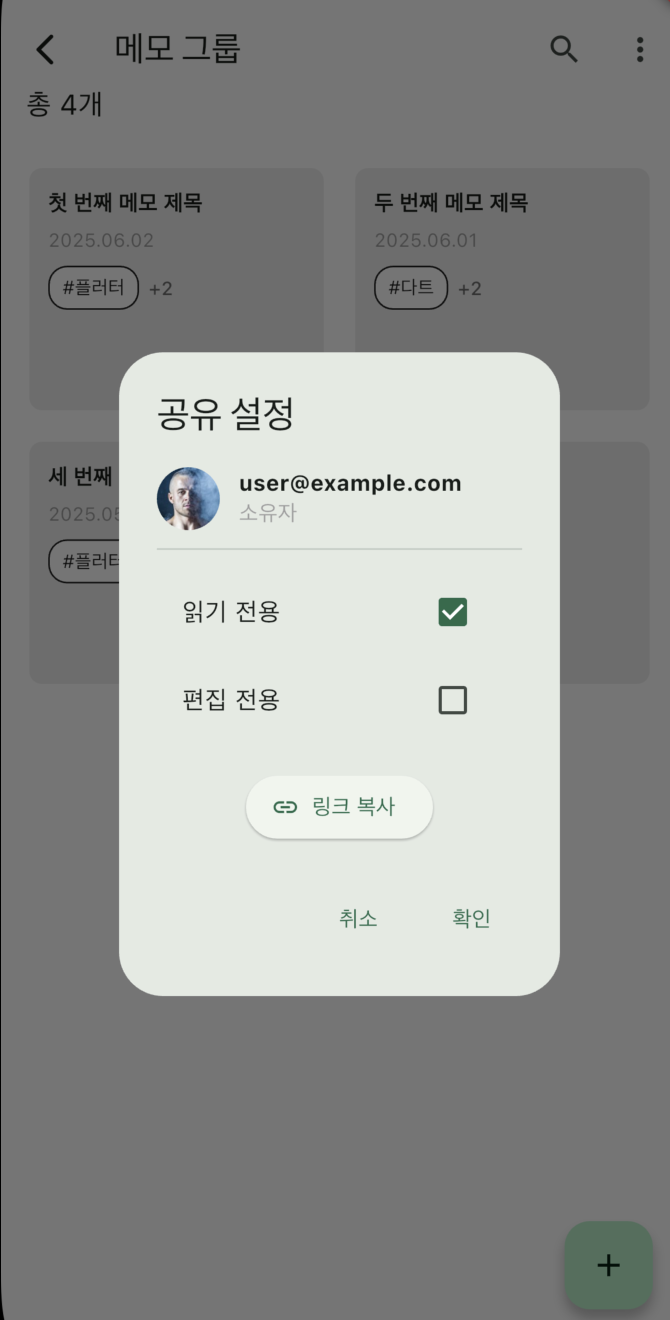 메모 그룹
총 4개
첫 번째 메모 제목
2025.06.02
#플러터 +2
두 번째 메모 제목
2025.06.01
#다트 +2
세 번째
2025.05
#플러터
공유 설정
user@example.com
소유자
읽기 전용
편집 전용
링크 복사
취소
확인
+